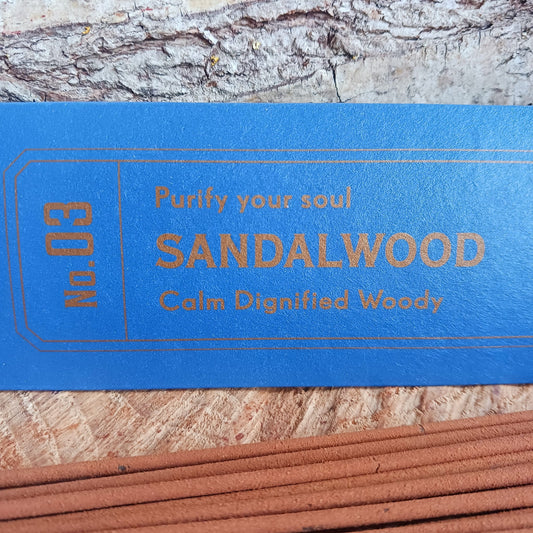 No.03
Purify your soul
SANDALWOOD
Calm Dignified Woody